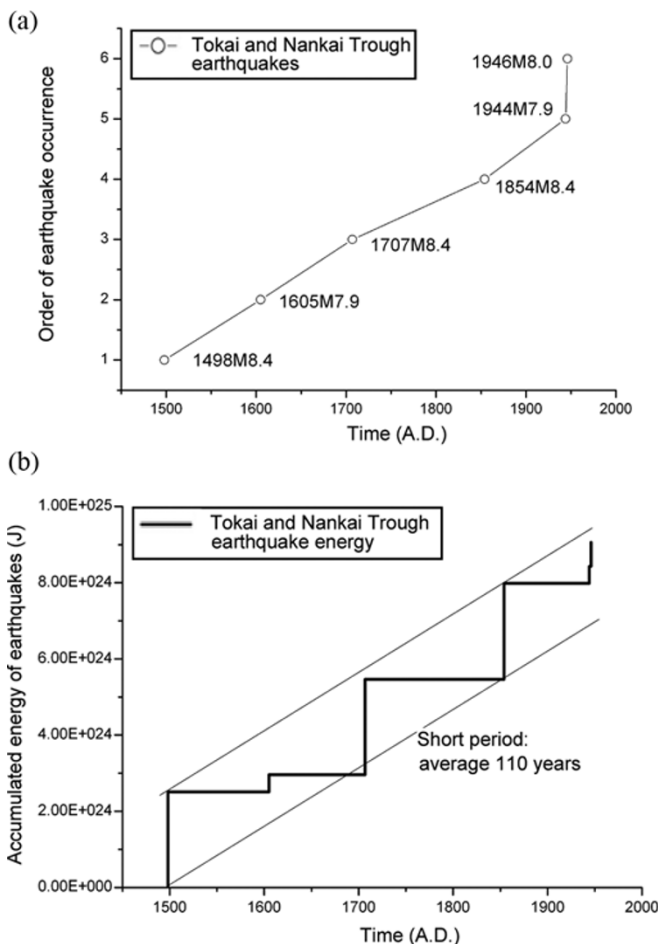 (a)
Tokai and Nankai Trough
earthquakes
Order of earthquake occurrence
6
5
4
3
2
1
1946M8.0
1944M7.9
1854M8.4
1707M8.4
1605M7.9
1498M8.4
1500 1600 1700 1800 1900 2000
Time (A.D.)
(b)
Tokai and Nankai Trough
earthquake energy
Accumulated energy of earthquakes (J)
1.00E+025
8.00E+024
6.00E+024
4.00E+024
2.00E+024
0.00E+000
Short period:
average 110 years
1500 1600 1700 1800 1900 2000
Time (A.D.)